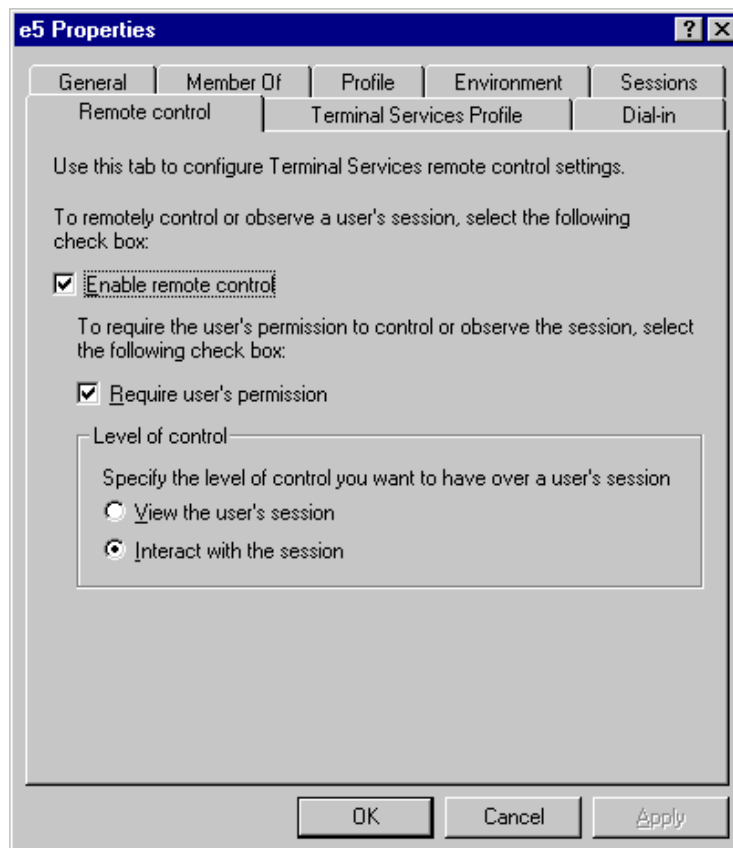 e5 Properties
General Member Of Profile Environment Sessions
Remote control Terminal Services Profile Dial-in
Use this tab to configure Terminal Services remote control settings.
To remotely control or observe a user's session, select the following
check box:
Enable remote control
To require the user's permission to control or observe the session, select
the following check box:
Require user's permission
Level of control
Specify the level of control you want to have over a user's session
View the user's session
Interact with the session
OK Cancel Apply